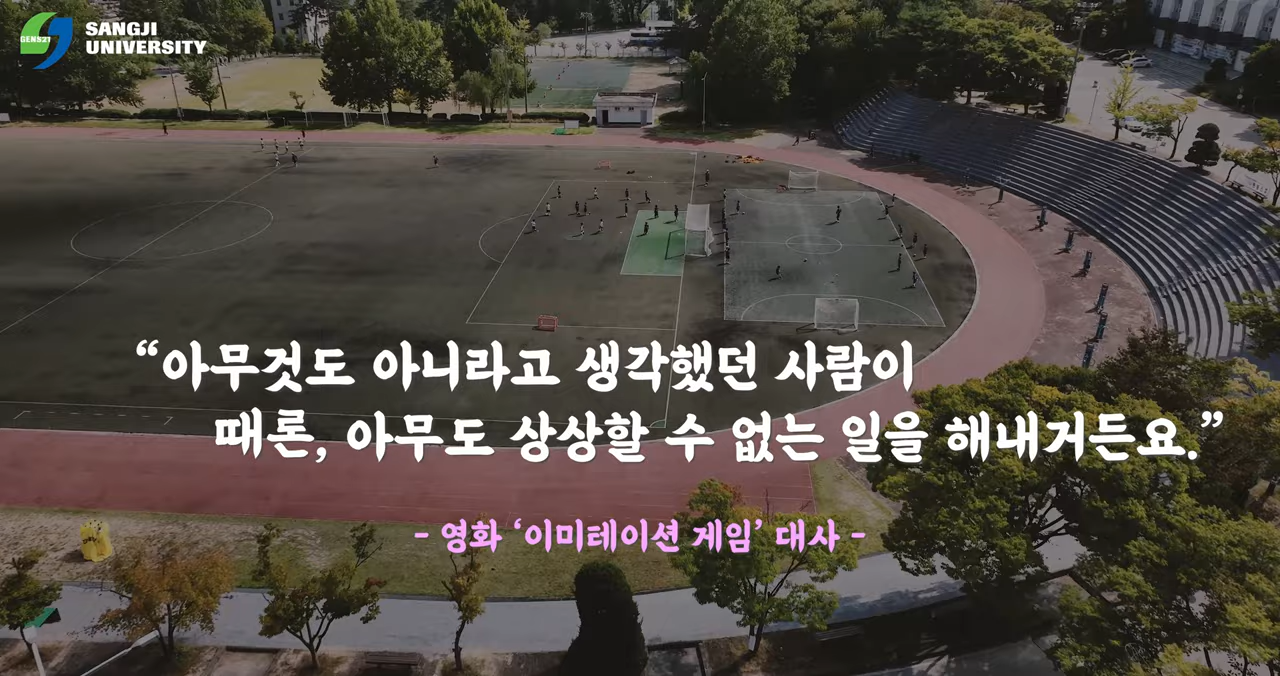 GENS21
SANGJI
UNIVERSITY
“아무것도 아니라고 생각했던 사람이
때론, 아무도 상상할 수 없는 일을 해내거든요.”
- 영화 ‘이미테이션 게임’ 대사 -